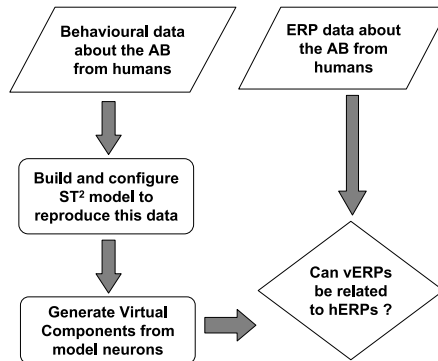 Behavioural data
about the AB
from humans
ERP data about
the AB from
humans
Build and configure
ST² model to
reproduce this data
Generate Virtual
Components from
model neurons
Can vERPs
be related
to hERPs ?